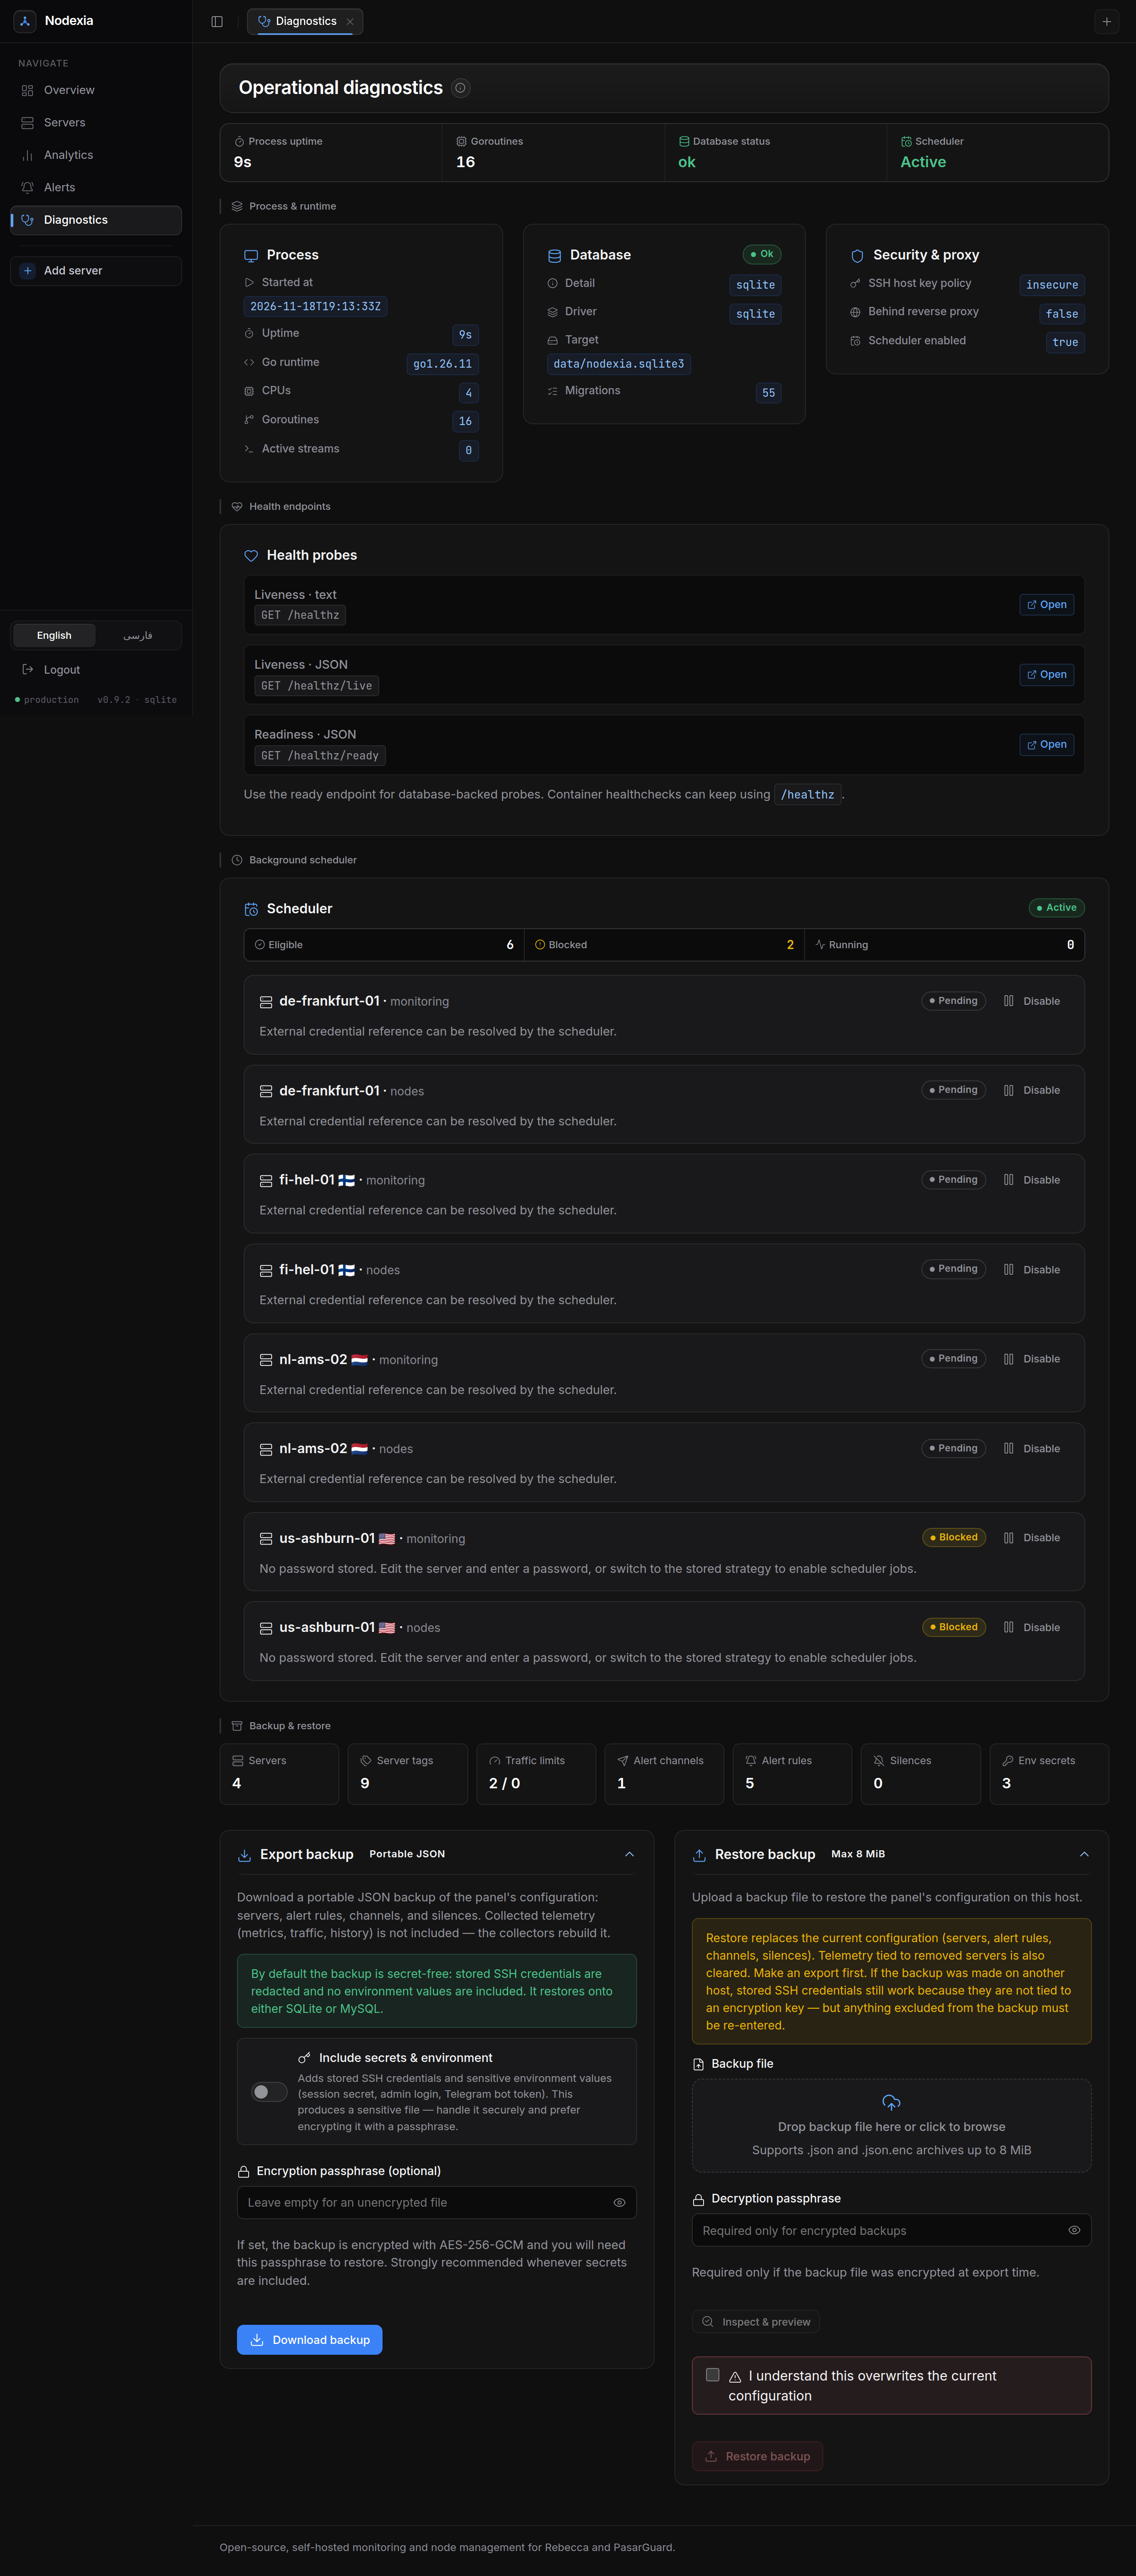 Nodexia
NAVIGATE
Overview
Servers
Analytics
Alerts
Diagnostics
Add server
English
فارسی
Logout
production
v0.9.2 · sqlite
Diagnostics
Operational diagnostics
Process uptime
9s
Goroutines
16
Database status
ok
Scheduler
Active
Process & runtime
Process
Started at
2026-11-18T19:13:33Z
Uptime
9s
Go runtime
go1.26.11
CPUs
4
Goroutines
16
Active streams
0
Database
Ok
Detail
sqlite
Driver
sqlite
Target
data/nodexia.sqlite3
Migrations
55
Security & proxy
SSH host key policy
insecure
Behind reverse proxy
false
Scheduler enabled
true
Health endpoints
Health probes
Liveness · text
GET /healthz
Open
Liveness · JSON
GET /healthz/live
Open
Readiness · JSON
GET /healthz/ready
Open
Use the ready endpoint for database-backed probes. Container healthchecks can keep using /healthz.
Background scheduler
Scheduler
Active
Eligible
6
Blocked
2
Running
0
de-frankfurt-01 · monitoring
Pending
Disable
External credential reference can be resolved by the scheduler.
de-frankfurt-01 · nodes
Pending
Disable
External credential reference can be resolved by the scheduler.
fi-hel-01 🇫🇮 · monitoring
Pending
Disable
External credential reference can be resolved by the scheduler.
fi-hel-01 🇫🇮 · nodes
Pending
Disable
External credential reference can be resolved by the scheduler.
nl-ams-02 🇳🇱 · monitoring
Pending
Disable
External credential reference can be resolved by the scheduler.
nl-ams-02 🇳🇱 · nodes
Pending
Disable
External credential reference can be resolved by the scheduler.
us-ashburn-01 🇺🇸 · monitoring
Blocked
Disable
No password stored. Edit the server and enter a password, or switch to the stored strategy to enable scheduler jobs.
us-ashburn-01 🇺🇸 · nodes
Blocked
Disable
No password stored. Edit the server and enter a password, or switch to the stored strategy to enable scheduler jobs.
Backup & restore
Servers
4
Server tags
9
Traffic limits
2 / 0
Alert channels
1
Alert rules
5
Silences
0
Env secrets
3
Export backup
Portable JSON
Download a portable JSON backup of the panel's configuration:
servers, alert rules, channels, and silences. Collected telemetry
(metrics, traffic, history) is not included — the collectors rebuild it.
By default the backup is secret-free: stored SSH credentials are
redacted and no environment values are included. It restores onto
either SQLite or MySQL.
Include secrets & environment
Adds stored SSH credentials and sensitive environment values
(session secret, admin login, Telegram bot token). This
produces a sensitive file — handle it securely and prefer
encrypting it with a passphrase.
Encryption passphrase (optional)
Leave empty for an unencrypted file
If set, the backup is encrypted with AES-256-GCM and you will need
this passphrase to restore. Strongly recommended whenever secrets
are included.
Download backup
Restore backup
Max 8 MiB
Upload a backup file to restore the panel's configuration on this host.
Restore replaces the current configuration (servers, alert rules,
channels, silences). Telemetry tied to removed servers is also
cleared. Make an export first. If the backup was made on another
host, stored SSH credentials still work because they are not tied to
an encryption key — but anything excluded from the backup must
be re-entered.
Backup file
Drop backup file here or click to browse
Supports .json and .json.enc archives up to 8 MiB
Decryption passphrase
Required only for encrypted backups
Required only if the backup file was encrypted at export time.
Inspect & preview
I understand this overwrites the current
configuration
Restore backup
Open-source, self-hosted monitoring and node management for Rebecca and PasarGuard.